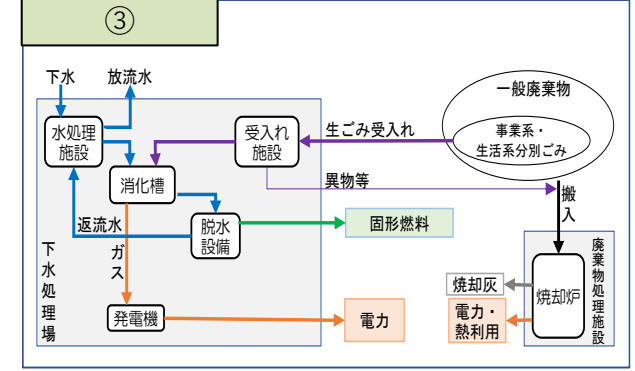 ③
下水
放流水
一般廃棄物
水処理
施設
受入れ
施設
生ごみ受入れ
事業系・
生活系分別ごみ
消化槽
異物等
搬入
返流水
脱水
設備
固形燃料
ガス
下水処理場
発電機
電力
焼却灰
電力・
熱利用
焼却炉
廃棄物処理施設